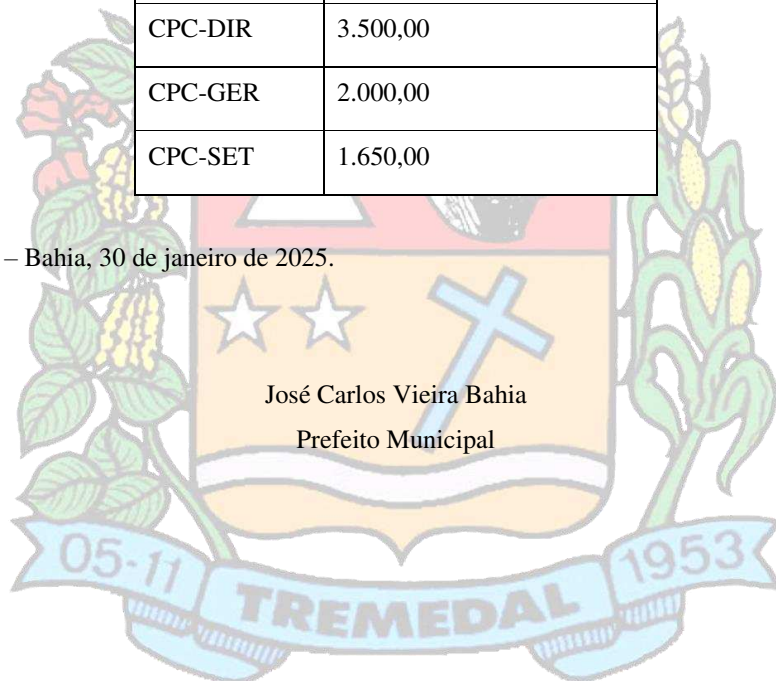 CPC-DIR 3.500,00
CPC-GER 2.000,00
CPC-SET 1.650,00
– Bahia, 30 de janeiro de 2025.
José Carlos Vieira Bahia
Prefeito Municipal
05-11 TREMEDAL 1953